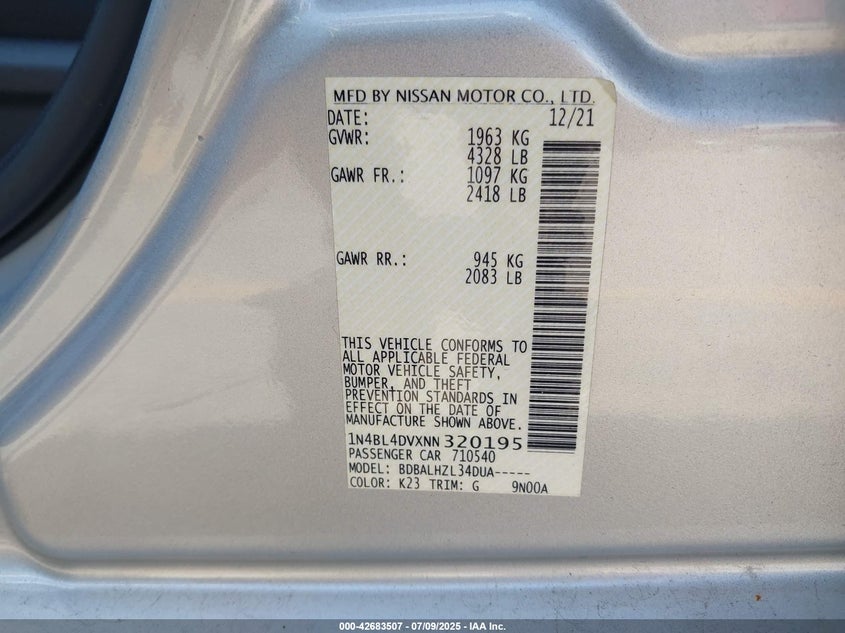 MFD BY NISSAN MOTOR CO., LTD.
DATE: 12/21
GVWR: 1963 KG
4328 LB
GAWR FR.: 1097 KG
2418 LB
GAWR RR.: 945 KG
2083 LB
THIS VEHICLE CONFORMS TO
ALL APPLICABLE FEDERAL
MOTOR VEHICLE SAFETY,
BUMPER, AND THEFT
PREVENTION STANDARDS IN
EFFECT ON THE DATE OF
MANUFACTURE SHOWN ABOVE.
1N4BL4DVXNN 320195
PASSENGER CAR 710540
MODEL: BDBALHZL34DUA-----
COLOR: K23 TRIM: G 9N00A
000-42683507 - 07/09/2025 - IAA Inc.